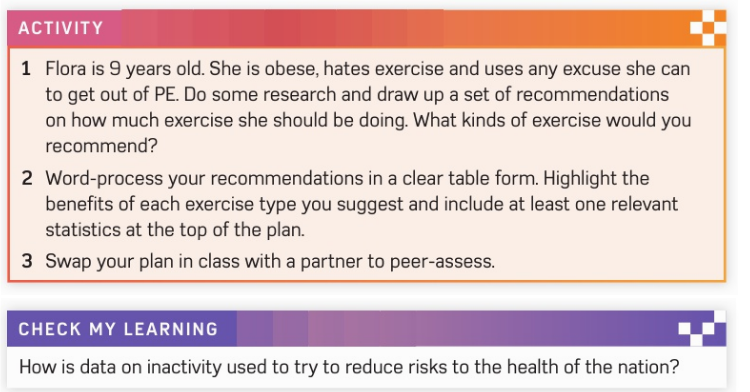 ACTIVITY
1 Flora is 9 years old. She is obese, hates exercise and uses any excuse she can
to get out of PE. Do some research and draw up a set of recommendations
on how much exercise she should be doing. What kinds of exercise would you
recommend?
2 Word-process your recommendations in a clear table form. Highlight the
benefits of each exercise type you suggest and include at least one relevant
statistics at the top of the plan.
3 Swap your plan in class with a partner to peer-assess.
CHECK MY LEARNING
How is data on inactivity used to try to reduce risks to the health of the nation?